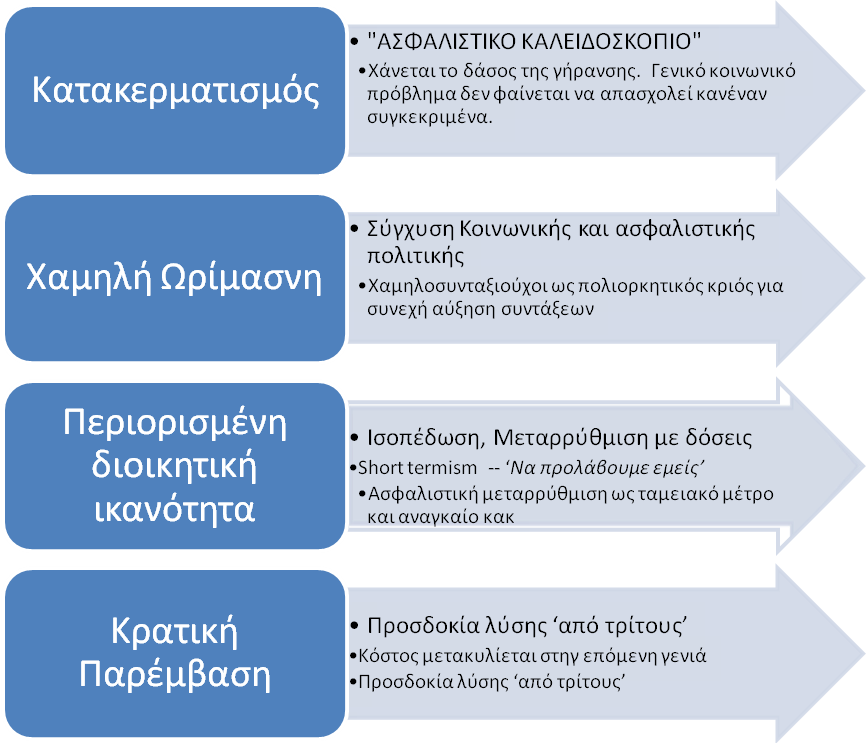 Κατακερματισμός
• "ΑΣΦΑΛΙΣΤΙΚΟ ΚΑΛΕΙΔΟΣΚΟΠΙΟ"
•Χάνεται το δάσος της γήρανσης. Γενικό κοινωνικό
πρόβλημα δεν φαίνεται να απασχολεί κανέναν
συγκεκριμένα.
Χαμηλή Ωρίμασνη
• Σύγχυση Κοινωνικής και ασφαλιστικής
πολιτικής
•Χαμηλοσυνταξιούχοι ως πολιορκητικός κριός για
συνεχή αύξηση συντάξεων
Περιορισμένη
διοικητική
ικανότητα
• Ισοπέδωση, Μεταρρύθμιση με δόσεις
•Short termism -- ‘Να προλάβουμε εμείς’
•Ασφαλιστική μεταρρύθμιση ως ταμειακό μέτρο
και αναγκαίο κακ
Κρατική
Παρέμβαση
• Προσδοκία λύσης ‘από τρίτους’
•Κόστος μετακυλίεται στηγ επόμενη γενιά
•Προσδοκία λύσης ‘από τρίτους’